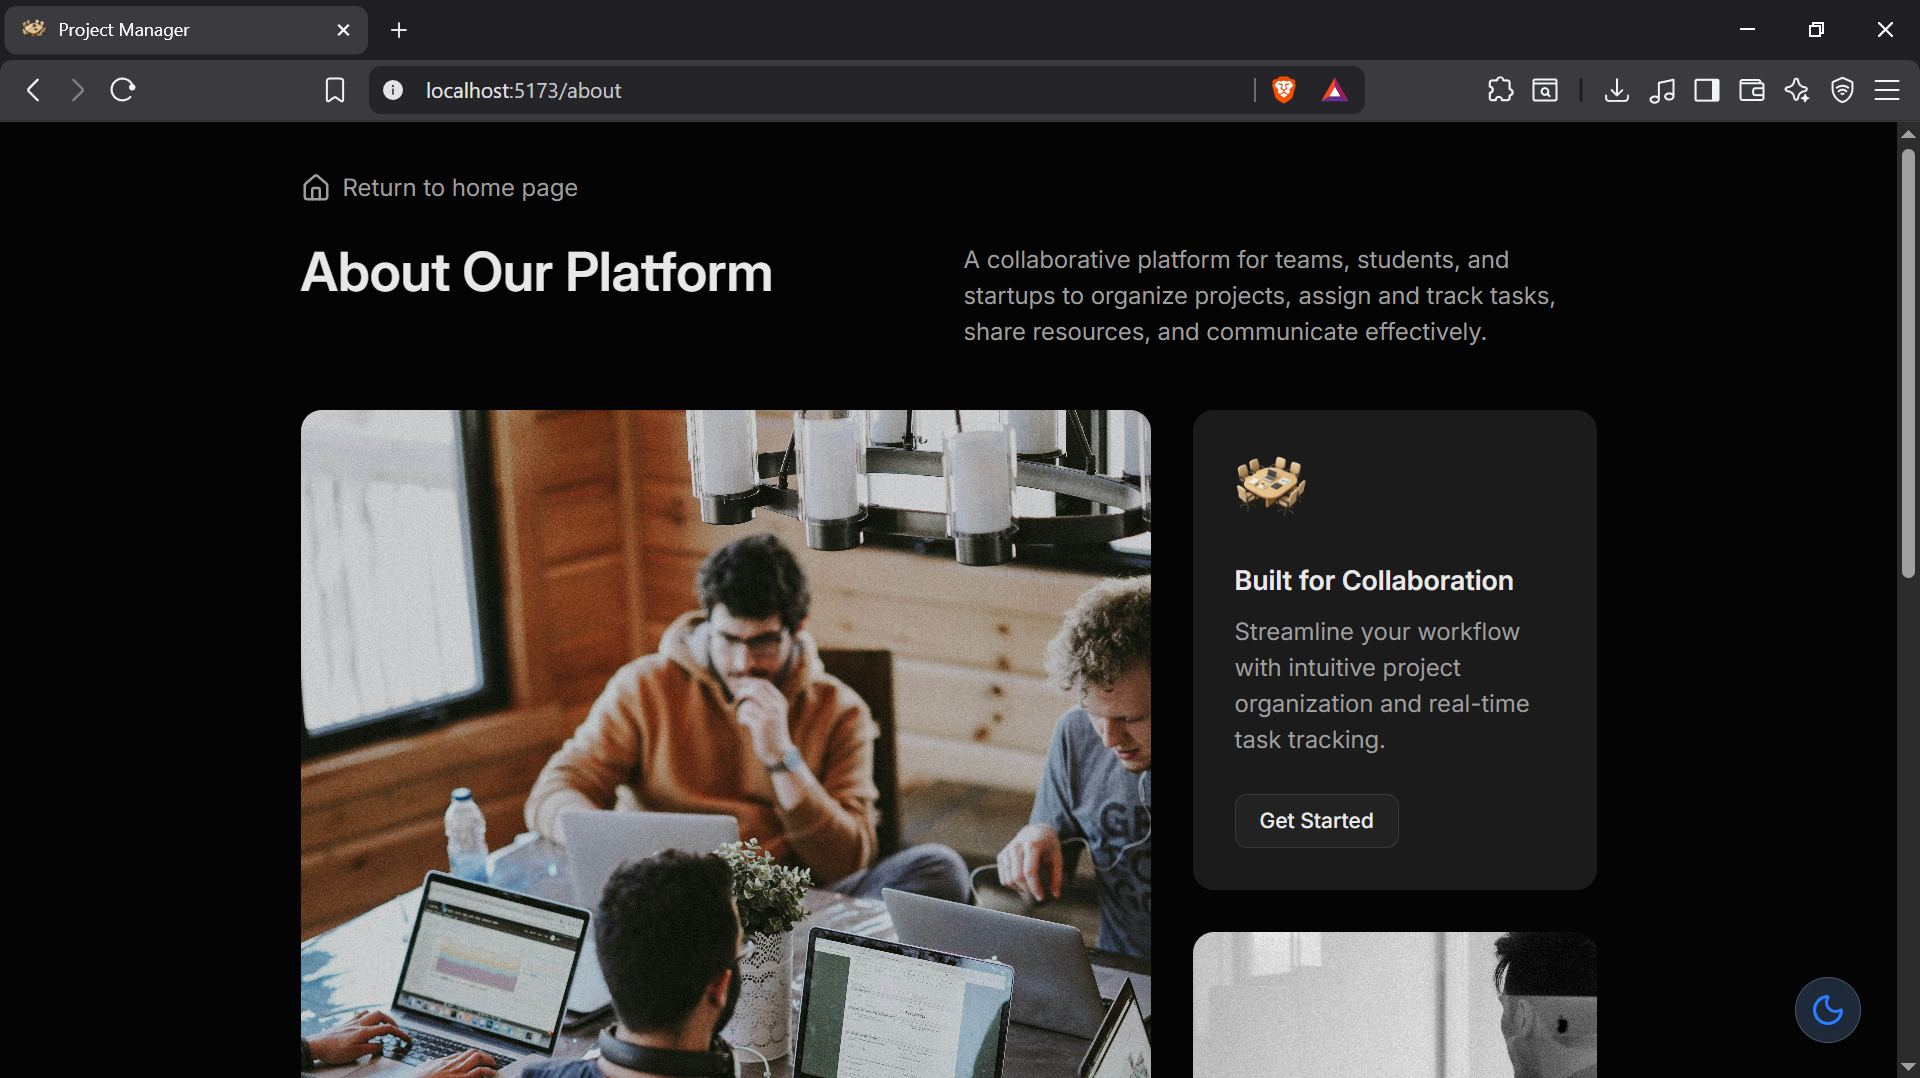 Project Manager
localhost:5173/about
Return to home page
About Our Platform
A collaborative platform for teams, students, and
startups to organize projects, assign and track tasks,
share resources, and communicate effectively.
Built for Collaboration
Streamline your workflow
with intuitive project
organization and real-time
task tracking.
Get Started